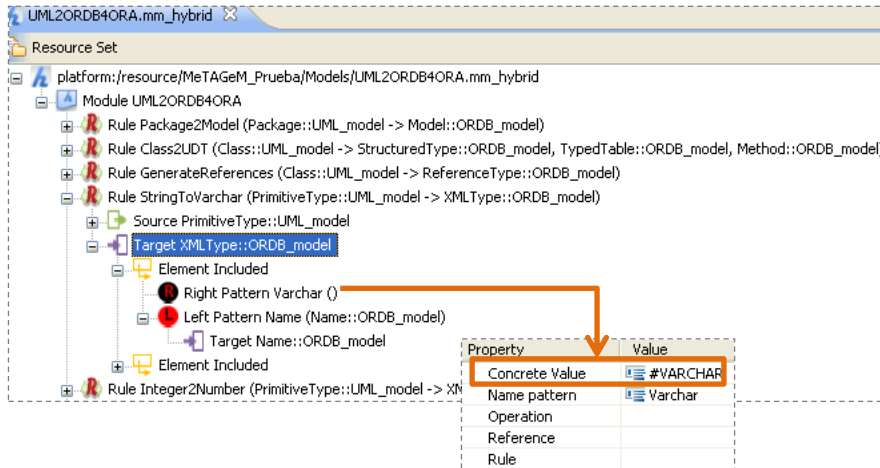 UML2ORDB4ORA.mm_hybrid
Resource Set
platform:/resource/MeTAGeM_Prueba/Models/UML2ORDB4ORA.mm_hybrid
Module UML2ORDB4ORA
Rule Package2Model (Package::UML_model -> Model::ORDB_model)
Rule Class2UDT (Class::UML_model -> StructuredType::ORDB_model, TypedTable::ORDB_model, Method::ORDB_model)
Rule GenerateReferences (Class::UML_model -> ReferenceType::ORDB_model)
Rule StringToVarchar (PrimitiveType::UML_model -> XMLType::ORDB_model)
Source PrimitiveType::UML_model
Target XMLType::ORDB_model
Element Included
R Right Pattern Varchar ()
L Left Pattern Name (Name::ORDB_model)
Target Name::ORDB_model
Element Included
Rule Integer2Number (PrimitiveType::UML_model -> XM
Property Value
Concrete Value #VARCHAR
Name pattern Varchar
Operation
Reference
Rule